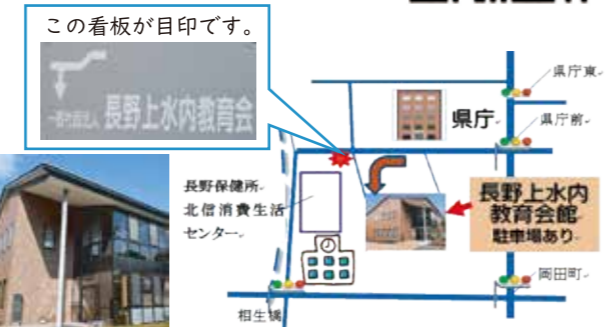 この看板が目印です。
一般社団法人 長野上水内教育会
県庁東
県庁
県庁前
長野保健所
北信消費生活
センター
長野上水内
教育会館
駐車場あり
岡田町
相生橋